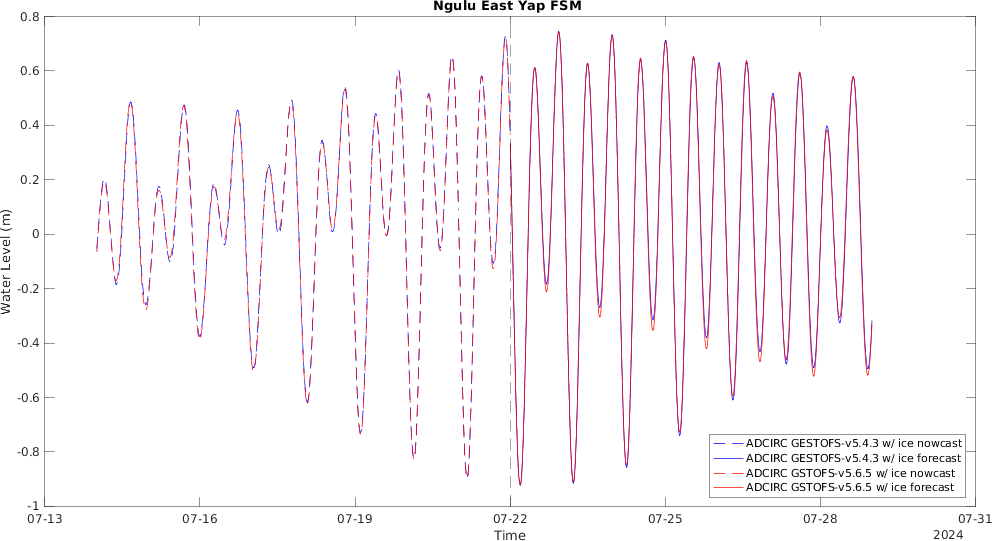 Ngulu East Yap FSM
0.8
0.6
0.4
0.2
0
-0.2
-0.4
-0.6
-0.8
-1
Water Level (m)
07-13
07-16
07-19
07-22
07-25
07-28
07-31
Time
2024
ADCIRC GESTOFS-v5.4.3 w/ ice nowcast
ADCIRC GESTOFS-v5.4.3 w/ ice forecast
ADCIRC GSTOFS-v5.6.5 w/ ice nowcast
ADCIRC GSTOFS-v5.6.5 w/ ice forecast